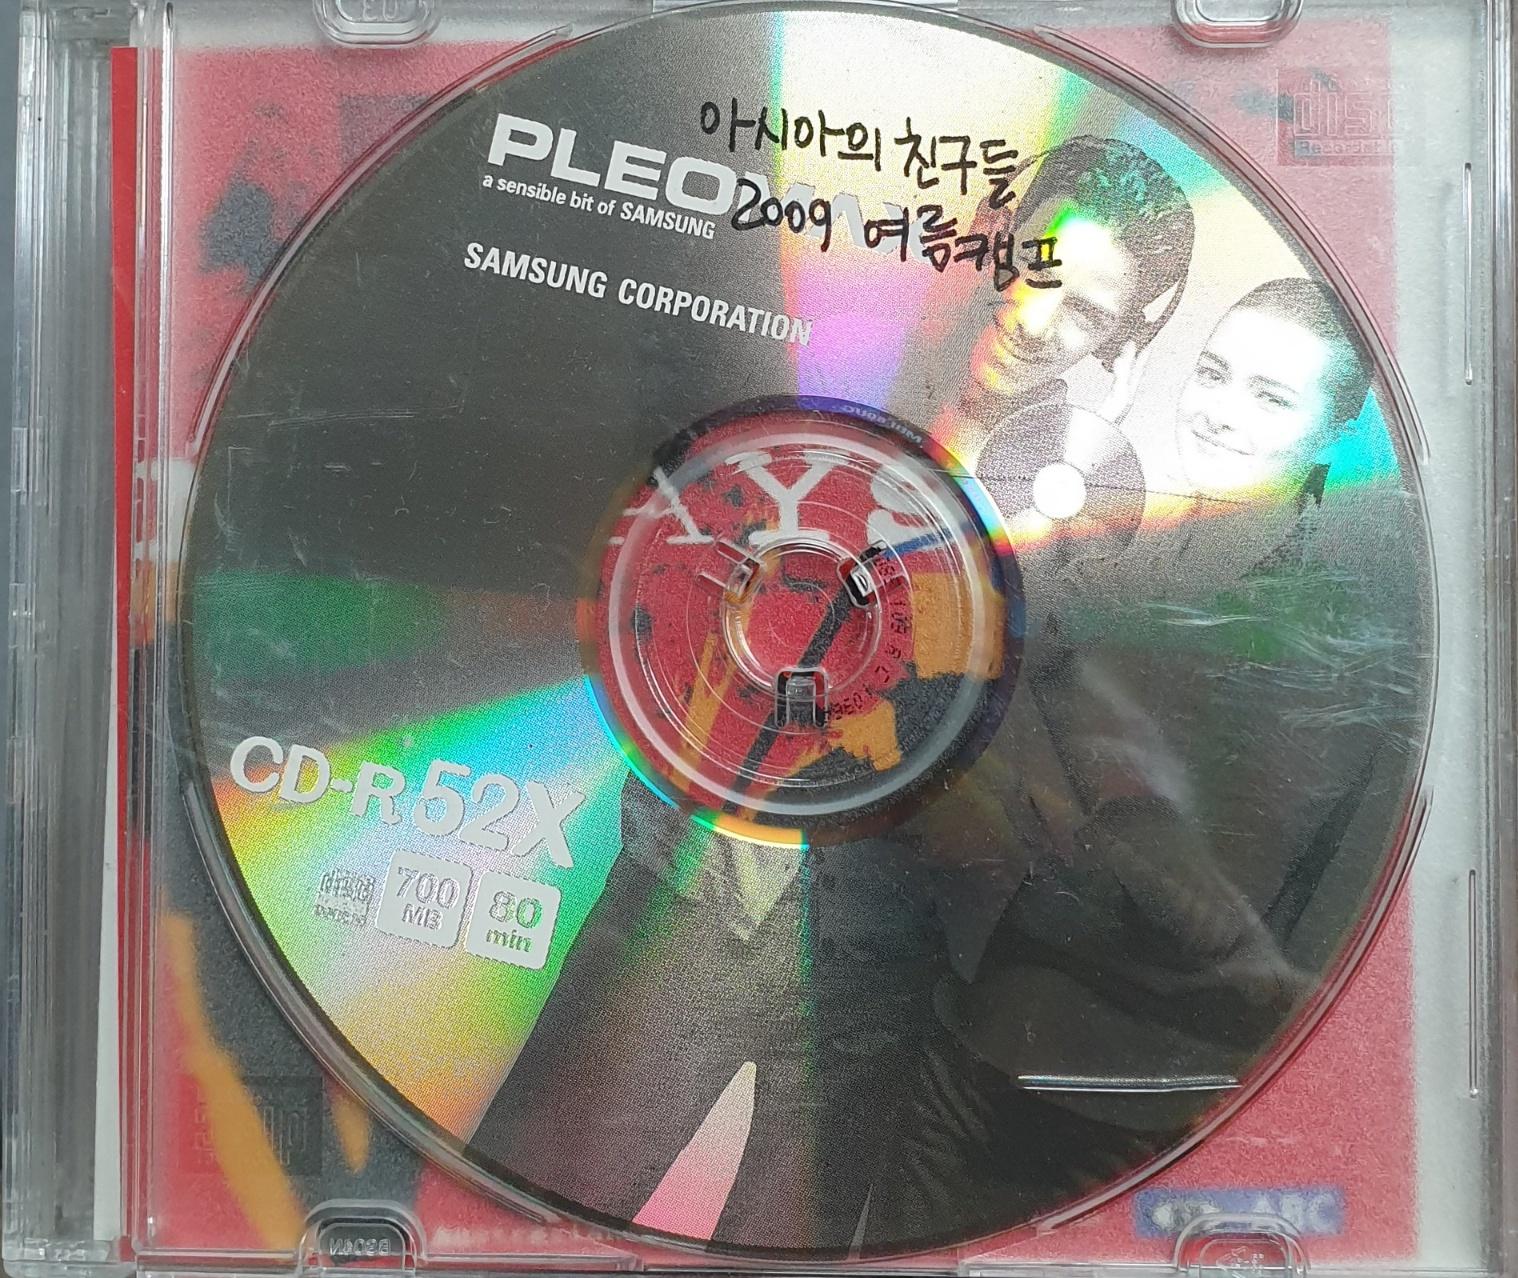 아시아의 친구들
2009 여름캠프
PLEOMAX
a sensible bit of SAMSUNG
SAMSUNG CORPORATION
AYS
CD-R 52X
700 MB
80 min